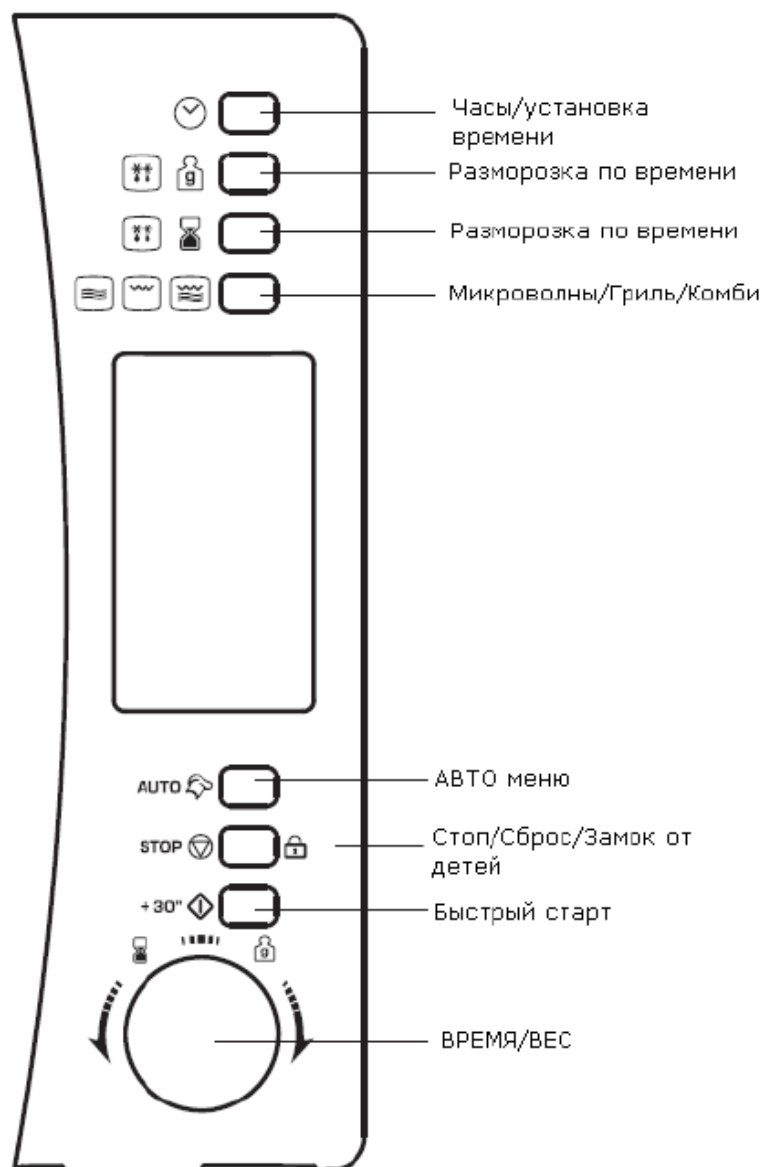 Часы/установка
времени
g
Разморозка по времени
Разморозка по времени
Микроволны/Гриль/Комби
AUTO
АВТО меню
STOP
Стоп/Сброс/Замок от
детей
+30"
Быстрый старт
g
ВРЕМЯ/ВЕС